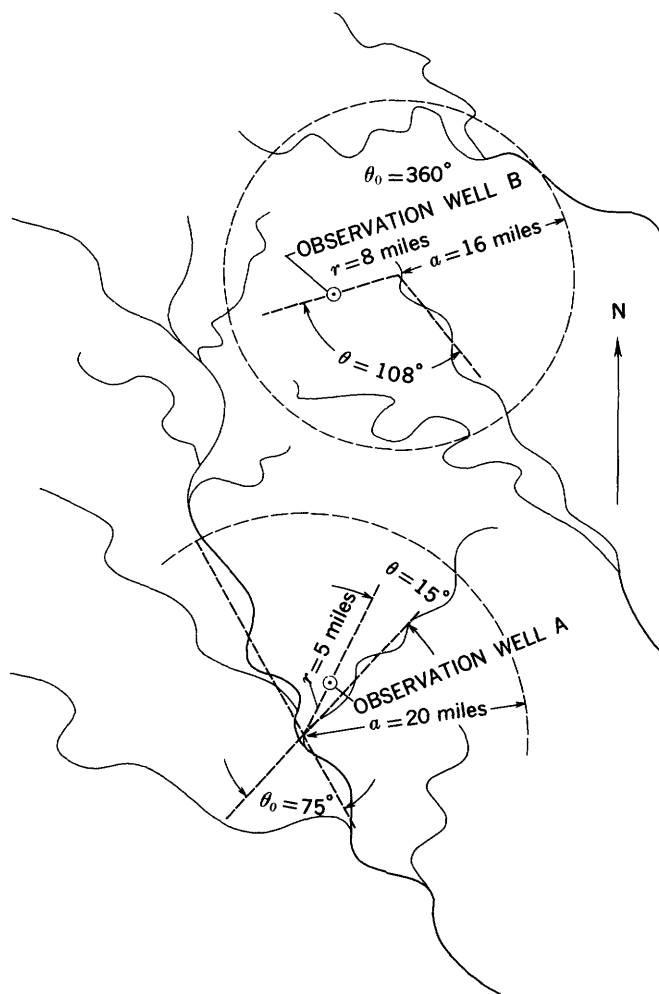 θ₀ = 360°
OBSERVATION WELL B
r = 8 miles
a = 16 miles
N
θ = 108°
θ = 15°
r = 5 miles
OBSERVATION WELL A
a = 20 miles
θ₀ = 75°